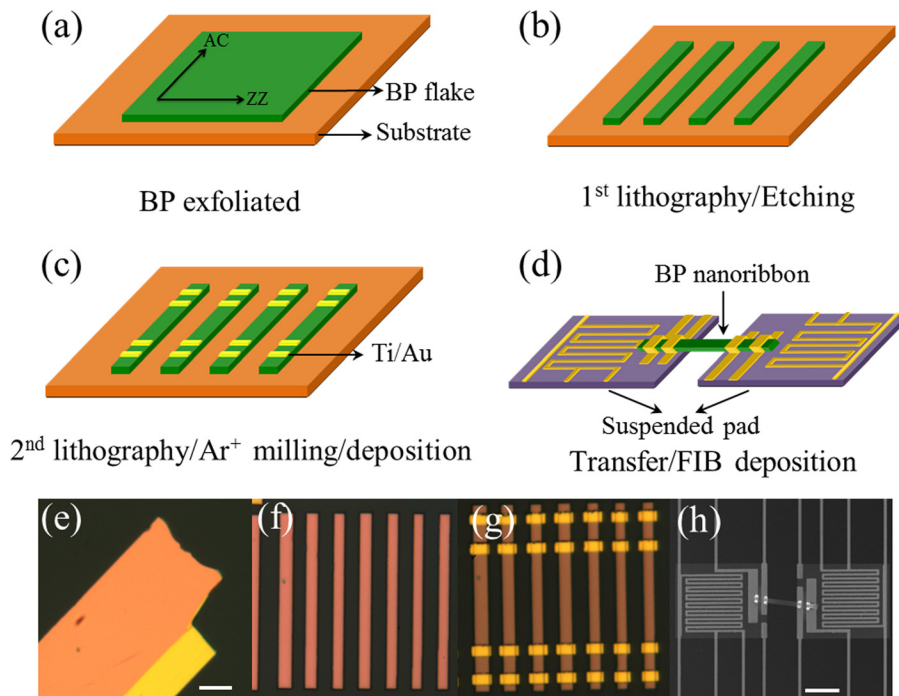 (a)
AC
ZZ
BP flake
Substrate
BP exfoliated
(b)
1st lithography/Etching
(c)
Ti/Au
2nd lithography/Ar+ milling/deposition
(d)
BP nanoribbon
Suspended pad
Transfer/FIB deposition
(e)
(f)
(g)
(h)